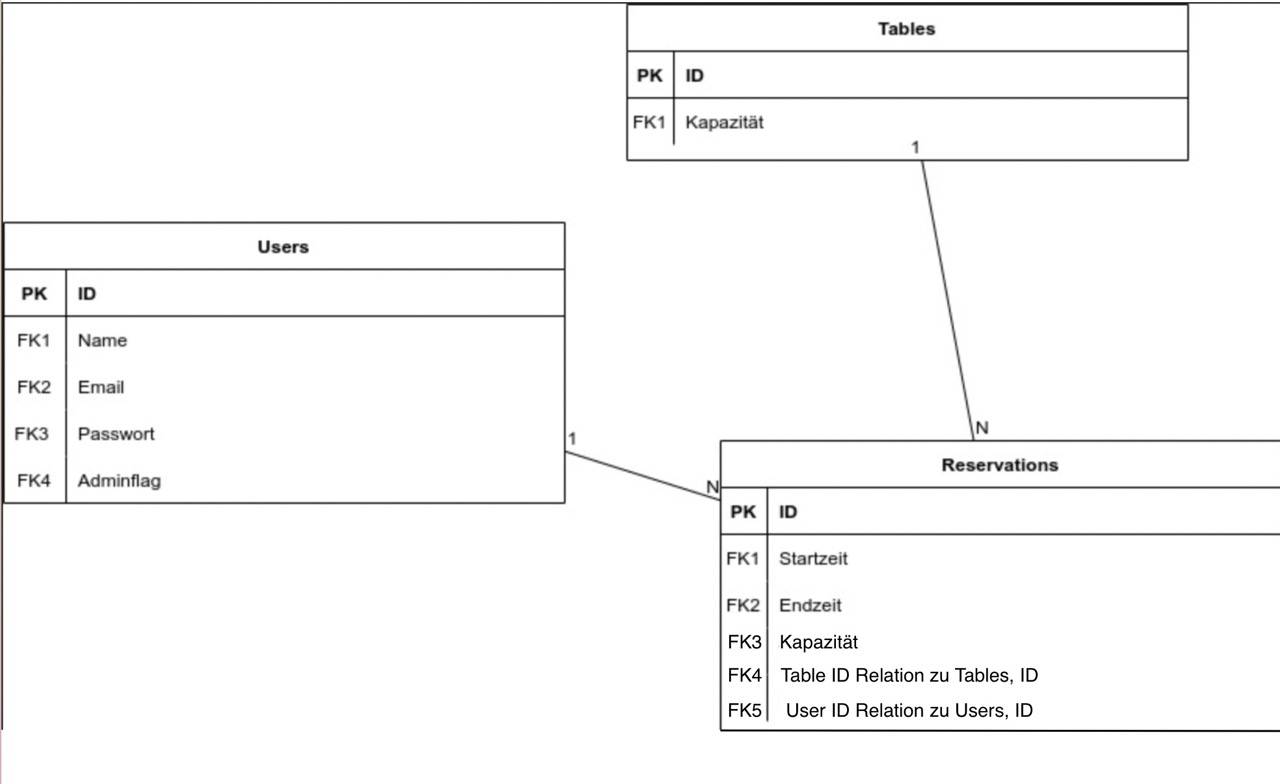 Tables
PK ID
FK1 Kapazität
1
Users
PK ID
FK1 Name
FK2 Email
FK3 Passwort
FK4 Adminflag
1
N
N
Reservations
PK ID
FK1 Startzeit
FK2 Endzeit
FK3 Kapazität
FK4 Table ID Relation zu Tables, ID
FK5 User ID Relation zu Users, ID